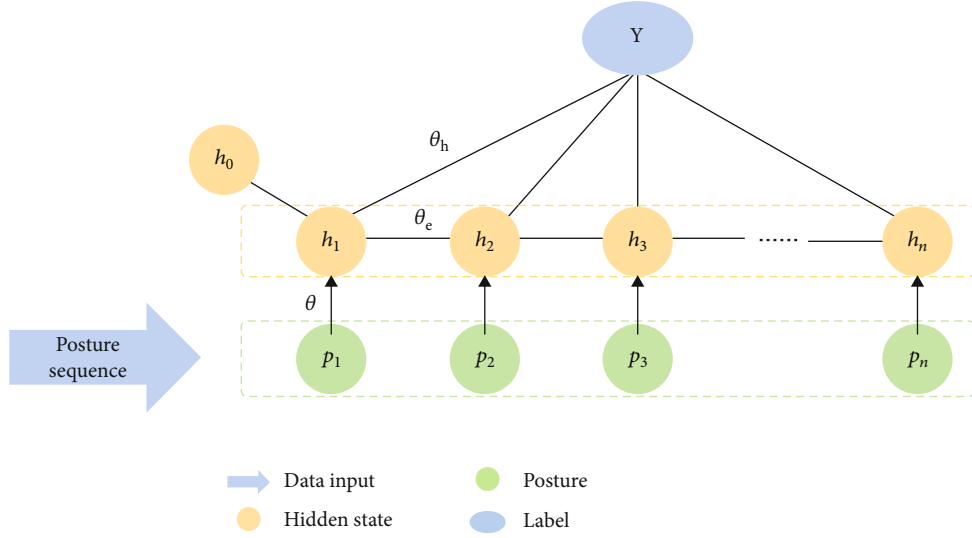 Y
θh
h0
h1
θe
h2
h3
......
hn
θ
Posture
sequence
p1
p2
p3
pn
Data input
Posture
Hidden state
Label